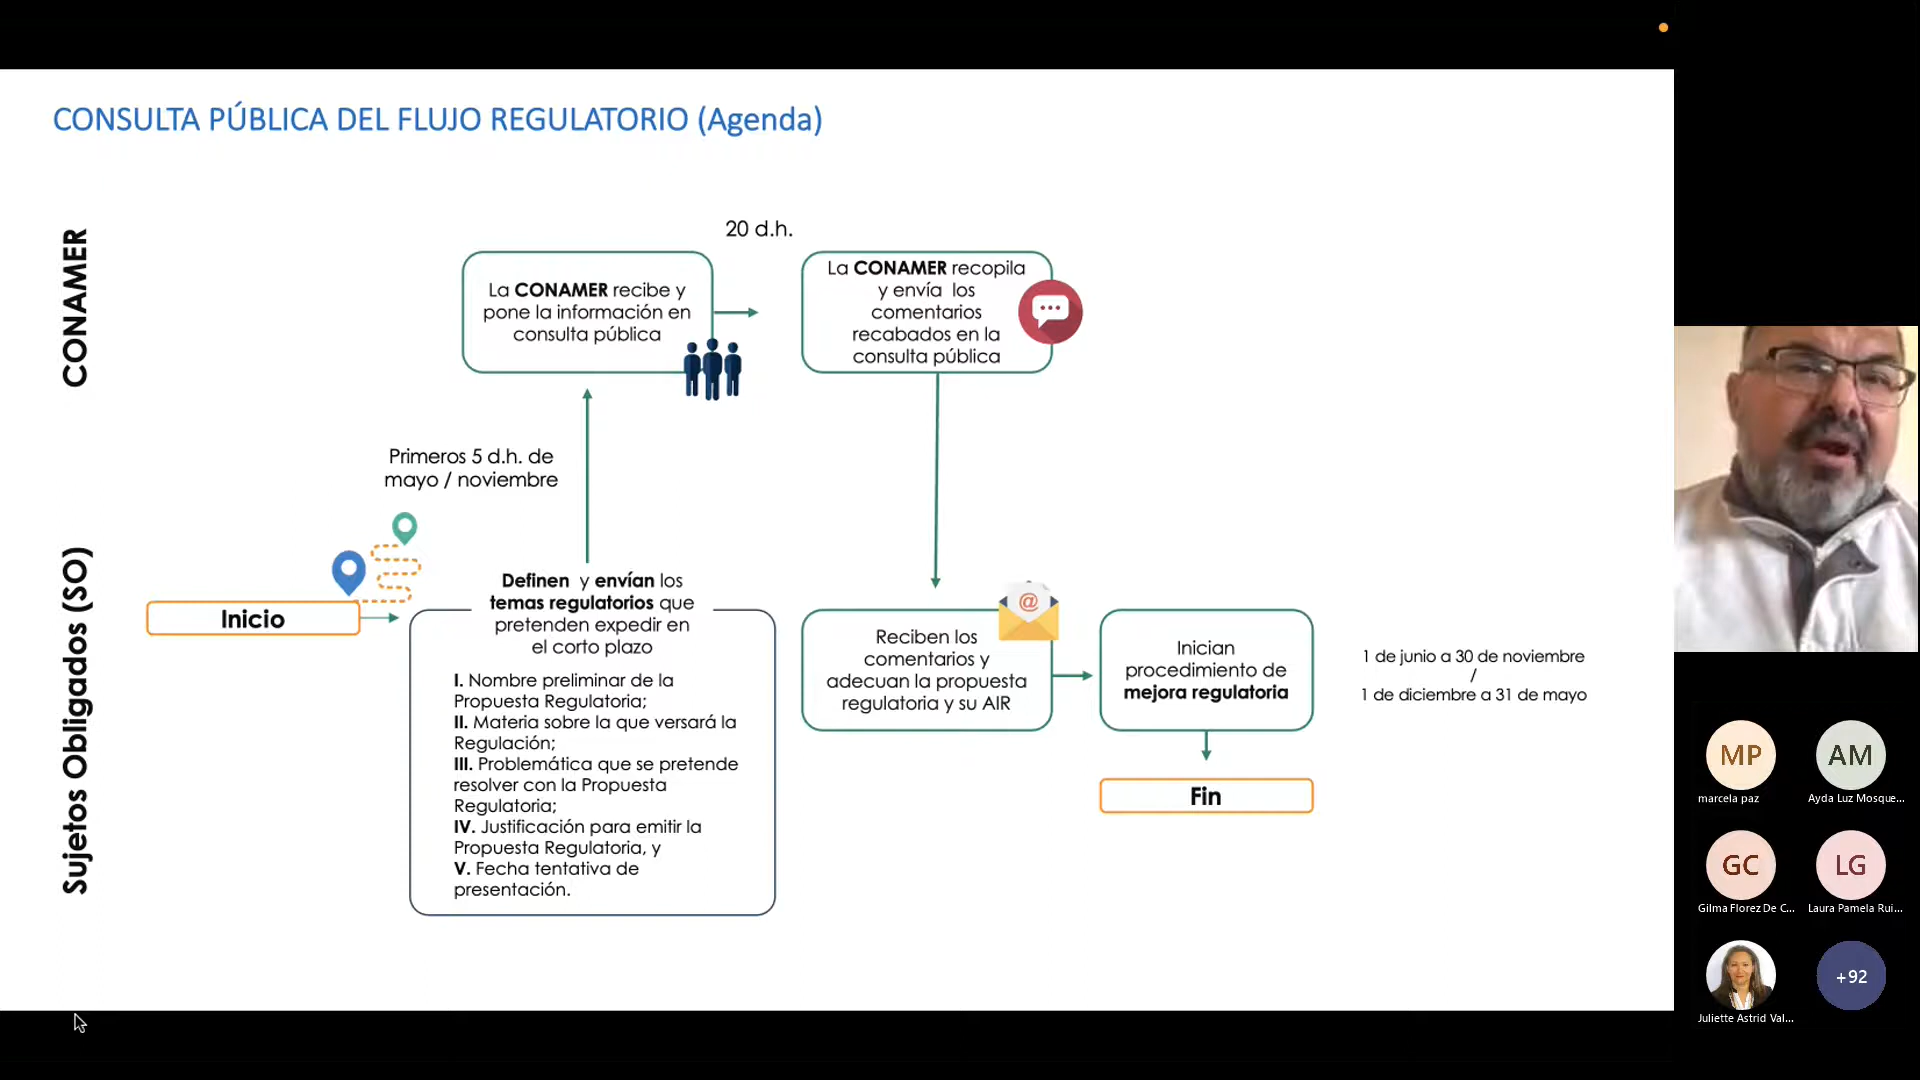 CONSULTA PÚBLICA DEL FLUJO REGULATORIO (Agenda)
CONAMER
20 d.h.
La CONAMER recibe y
pone la información en
consulta pública
La CONAMER recopila
y envía los
comentarios
recabados en la
consulta pública
Primeros 5 d.h. de
mayo / noviembre
Sujetos Obligados (SO)
Inicio
Definen y envían los
temas regulatorios que
pretenden expedir en
el corto plazo
I. Nombre preliminar de la
Propuesta Regulatoria;
II. Materia sobre la que versará la
Regulación;
III. Problemática que se pretende
resolver con la Propuesta
Regulatoria;
IV. Justificación para emitir la
Propuesta Regulatoria, y
V. Fecha tentativa de
presentación.
@
Reciben los
comentarios y
adecuan la propuesta
regulatoria y su AIR
Inician
procedimiento de
mejora regulatoria
1 de junio a 30 de noviembre
/
1 de diciembre a 31 de mayo
Fin
MP
marcela paz
AM
Ayda Luz Mosque...
GC
Gilma Florez De C...
LG
Laura Pamela Rui...
Juliette Astrid Val...
+92